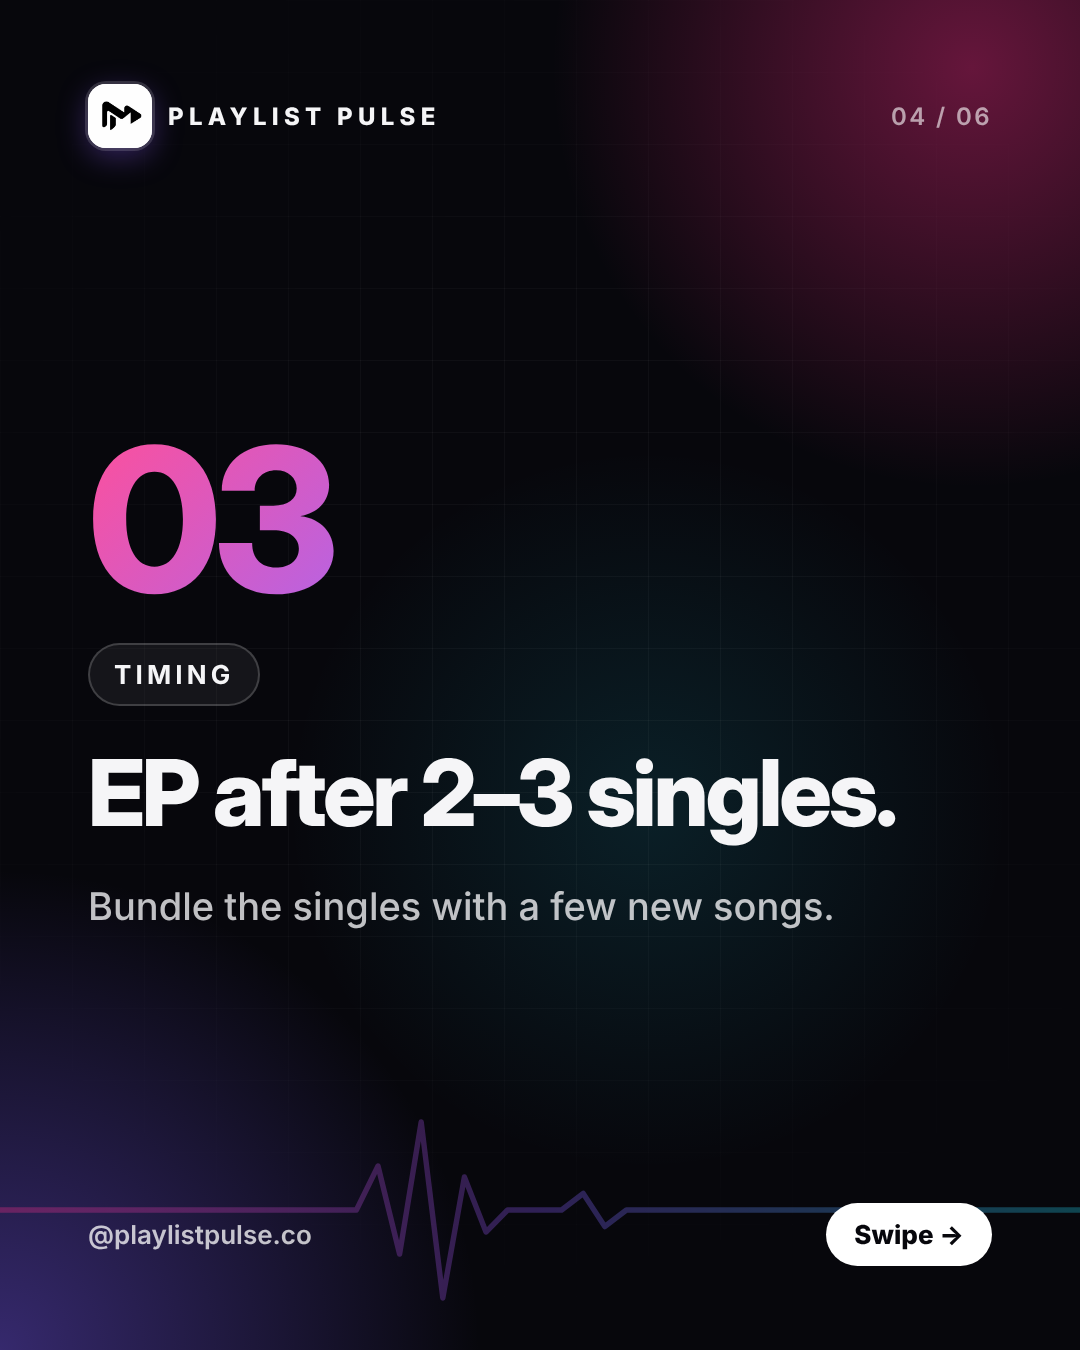 PLAYLIST PULSE
04 / 06
03
TIMING
EP after 2–3 singles.
Bundle the singles with a few new songs.
@playlistpulse.co
Swipe →